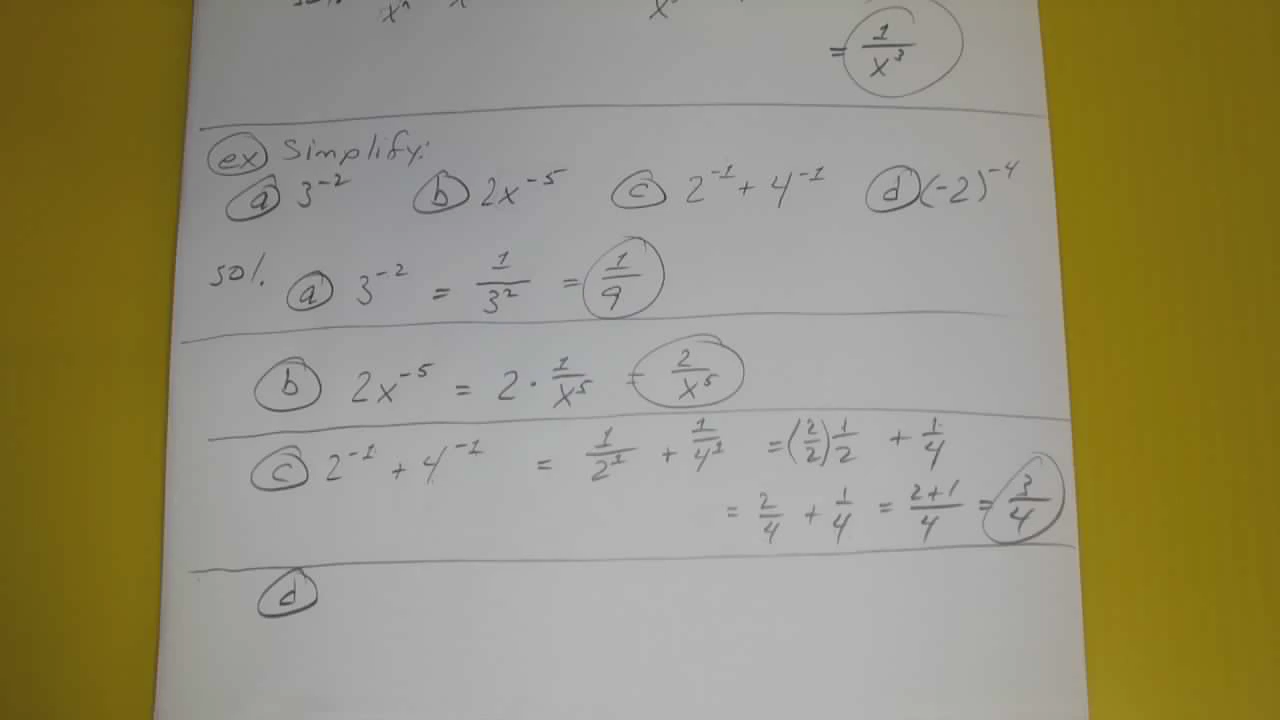 = 1/x³
ex Simplify:
a 3⁻² b 2x⁻⁵ c 2⁻¹ + 4⁻¹ d (-2)⁻⁴
sol. a 3⁻² = 1/3² = 1/9
b 2x⁻⁵ = 2 · 1/x⁵ = 2/x⁵
c 2⁻¹ + 4⁻¹ = 1/2¹ + 1/4¹ = (2/2) 1/2 + 1/4
= 2/4 + 1/4 = (2+1)/4 = 3/4
d